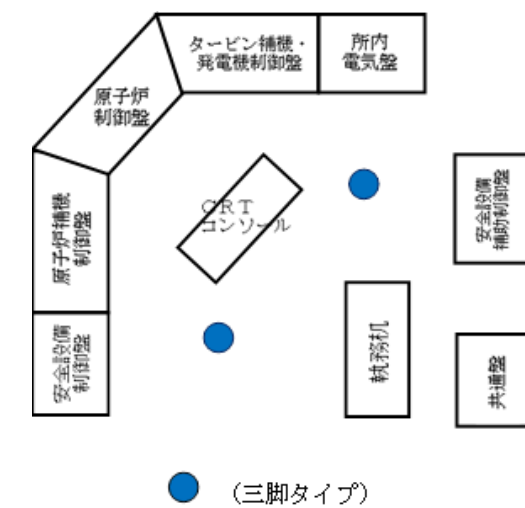 タービン補機・
発電機制御盤
所内
電気盤
原子炉
制御盤
CRT
コンソール
安全設備
補助制御盤
原子炉補機
制御盤
安全設備
制御盤
執務机
共通盤
（三脚タイプ）